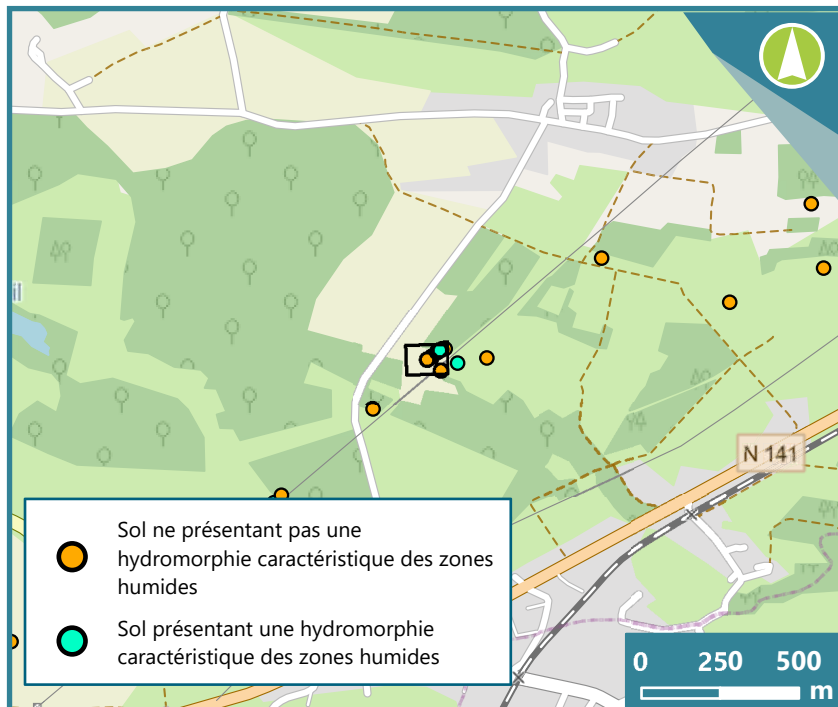 il
N 141
Sol ne présentant pas une
hydromorphie caractéristique des zones
humides
Sol présentant une hydromorphie
caractéristique des zones humides
0 250 500
m